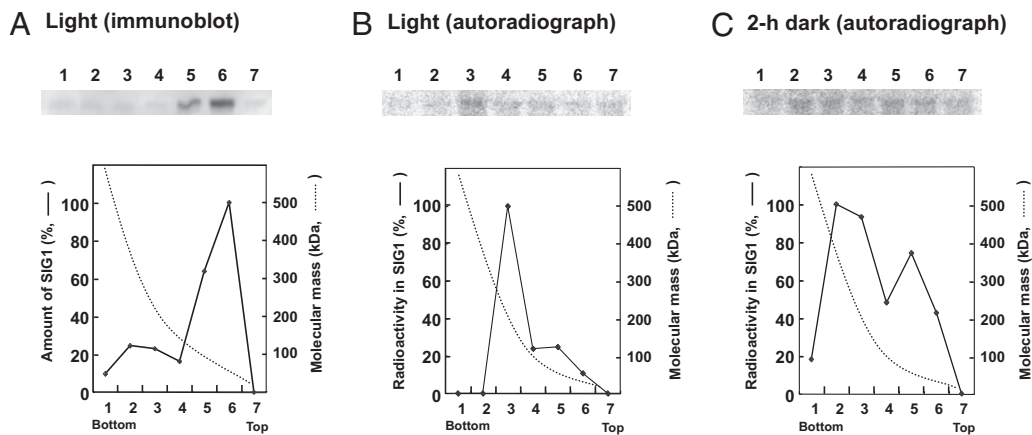 A Light (immunoblot)
1 2 3 4 5 6 7
Amount of SIG1 (%, — )
100
80
60
40
20
0
Molecular mass (kDa, ...... )
500
400
300
200
100
1 2 3 4 5 6 7
Bottom Top
B Light (autoradiograph)
1 2 3 4 5 6 7
Radioactivity in SIG1 (%, — )
100
80
60
40
20
0
Molecular mass (kDa, ...... )
500
400
300
200
100
1 2 3 4 5 6 7
Bottom Top
C 2-h dark (autoradiograph)
1 2 3 4 5 6 7
Radioactivity in SIG1 (%, — )
100
80
60
40
20
0
Molecular mass (kDa, ...... )
500
400
300
200
100
1 2 3 4 5 6 7
Bottom Top